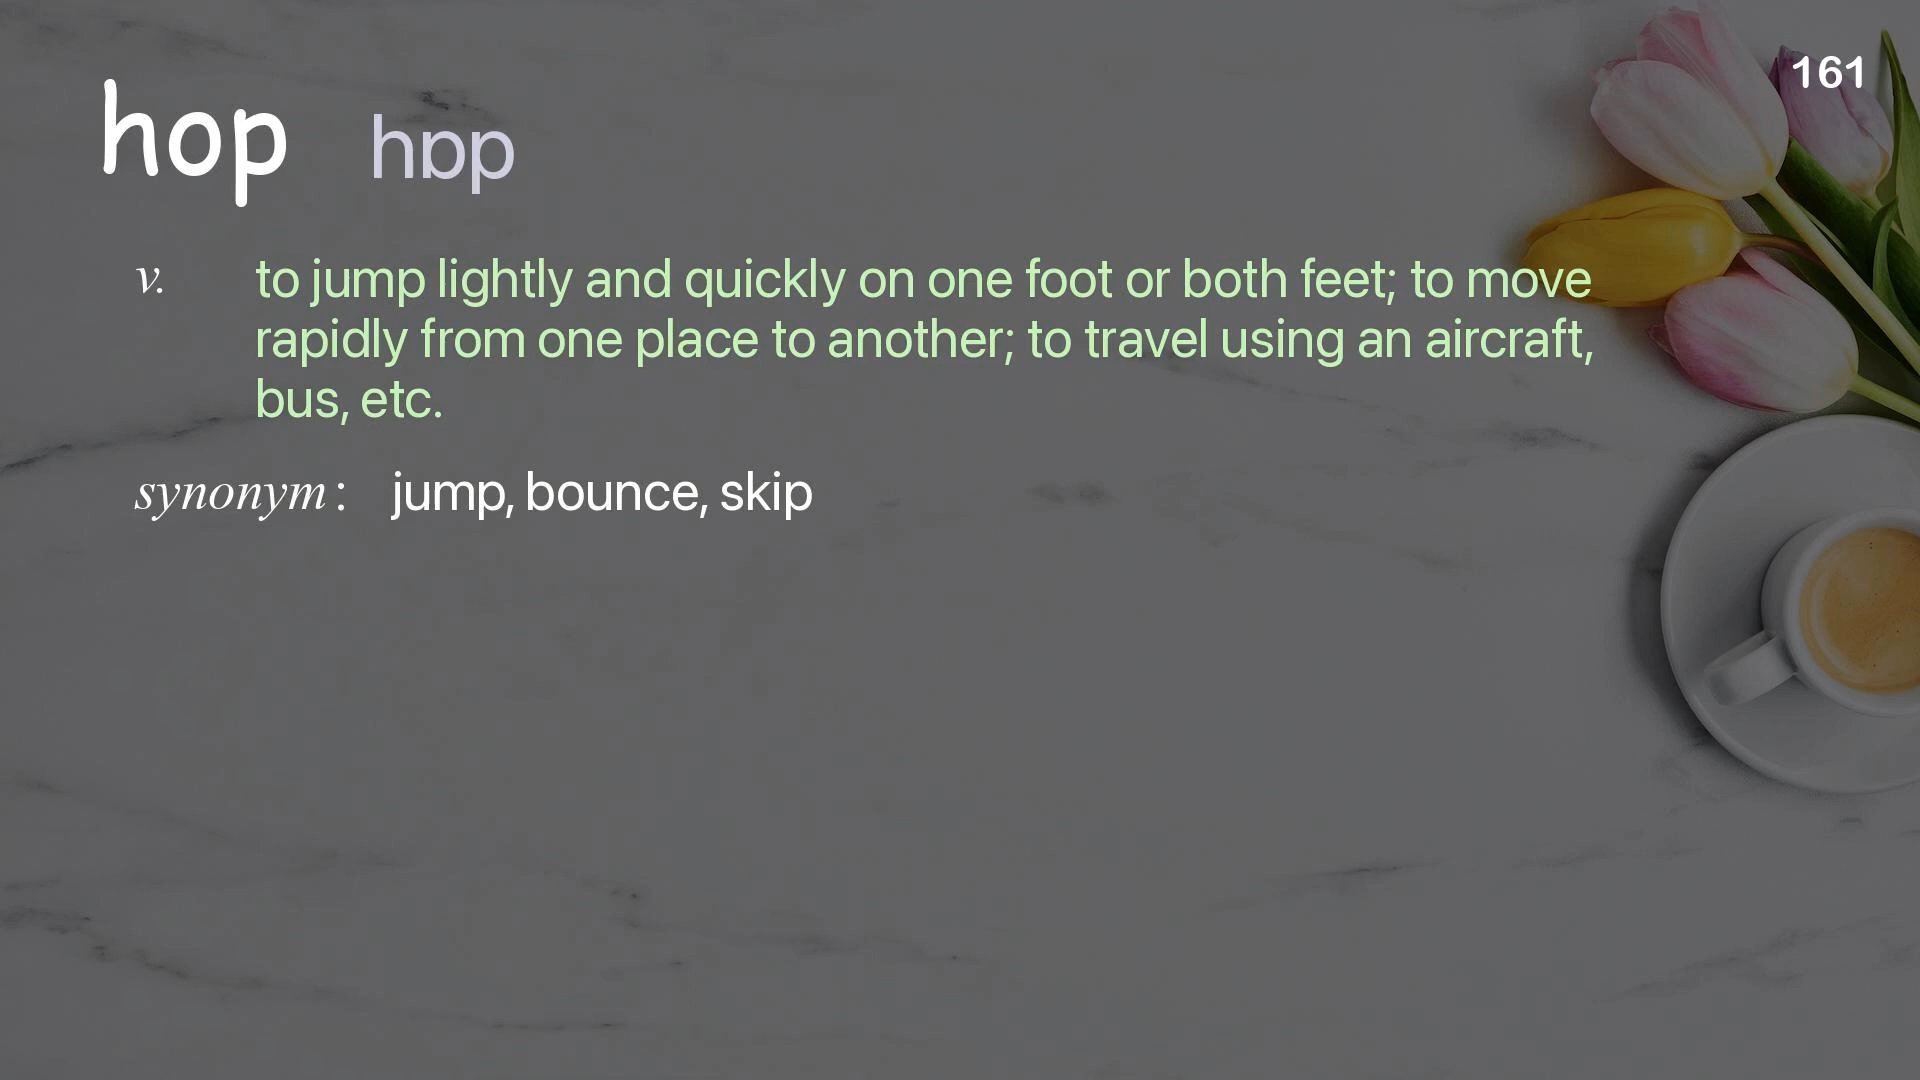 161
hop hɒp
v. to jump lightly and quickly on one foot or both feet; to move
rapidly from one place to another; to travel using an aircraft,
bus, etc.
synonym : jump, bounce, skip